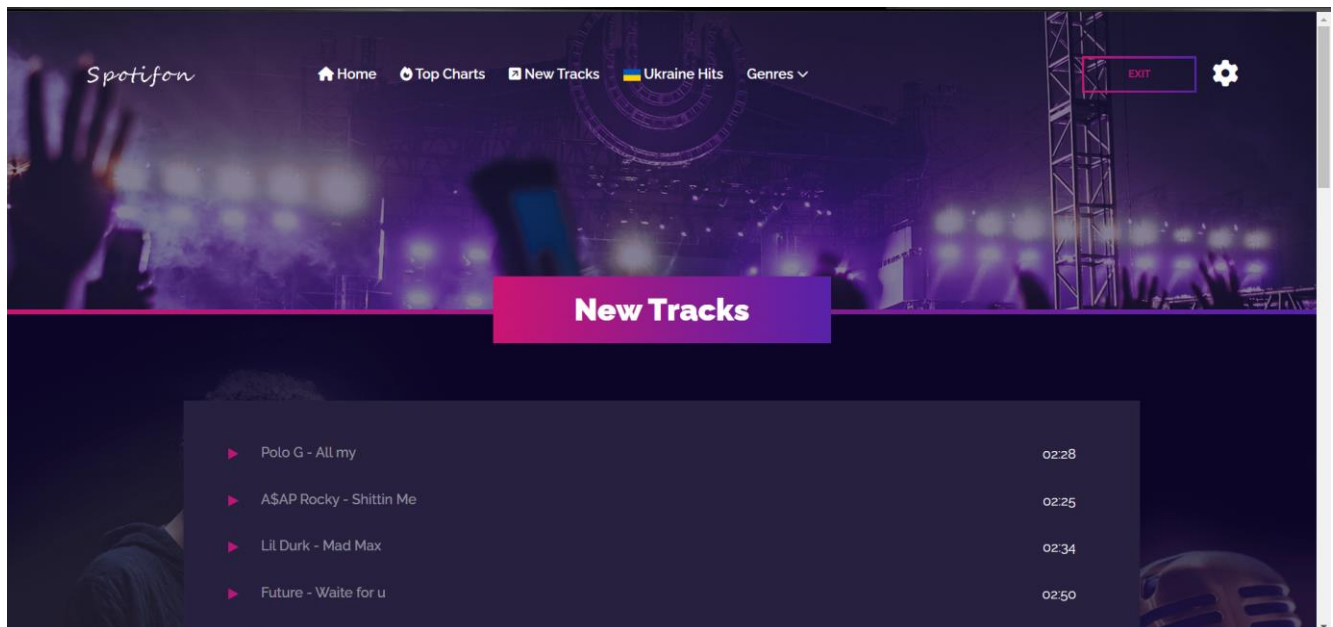 Spotifon
Home Top Charts New Tracks Ukraine Hits Genres
EXIT
New Tracks
Polo G - All my 02:28
A$AP Rocky - Shittin Me 02:25
Lil Durk - Mad Max 02:34
Future - Waite for u 02:50